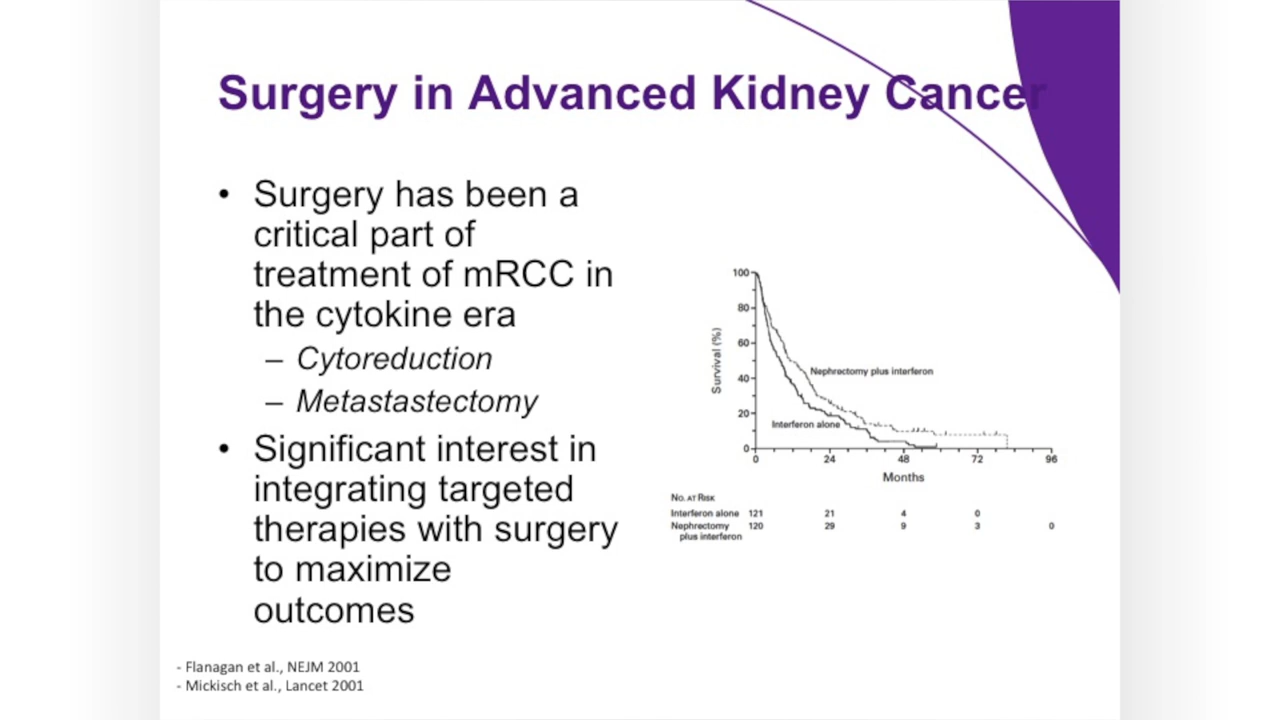 Surgery in Advanced Kidney Cancer
• Surgery has been a
critical part of
treatment of mRCC in
the cytokine era
– Cytoreduction
– Metastastectomy
• Significant interest in
integrating targeted
therapies with surgery
to maximize
outcomes
100
80
60
40
20
0
Survival (%)
Nephrectomy plus interferon
Interferon alone
0 24 48 72 96
Months
No. at Risk
Interferon alone 121 21 4 0
Nephrectomy 120 29 9 3 0
plus interferon
- Flanagan et al., NEJM 2001
- Mickisch et al., Lancet 2001